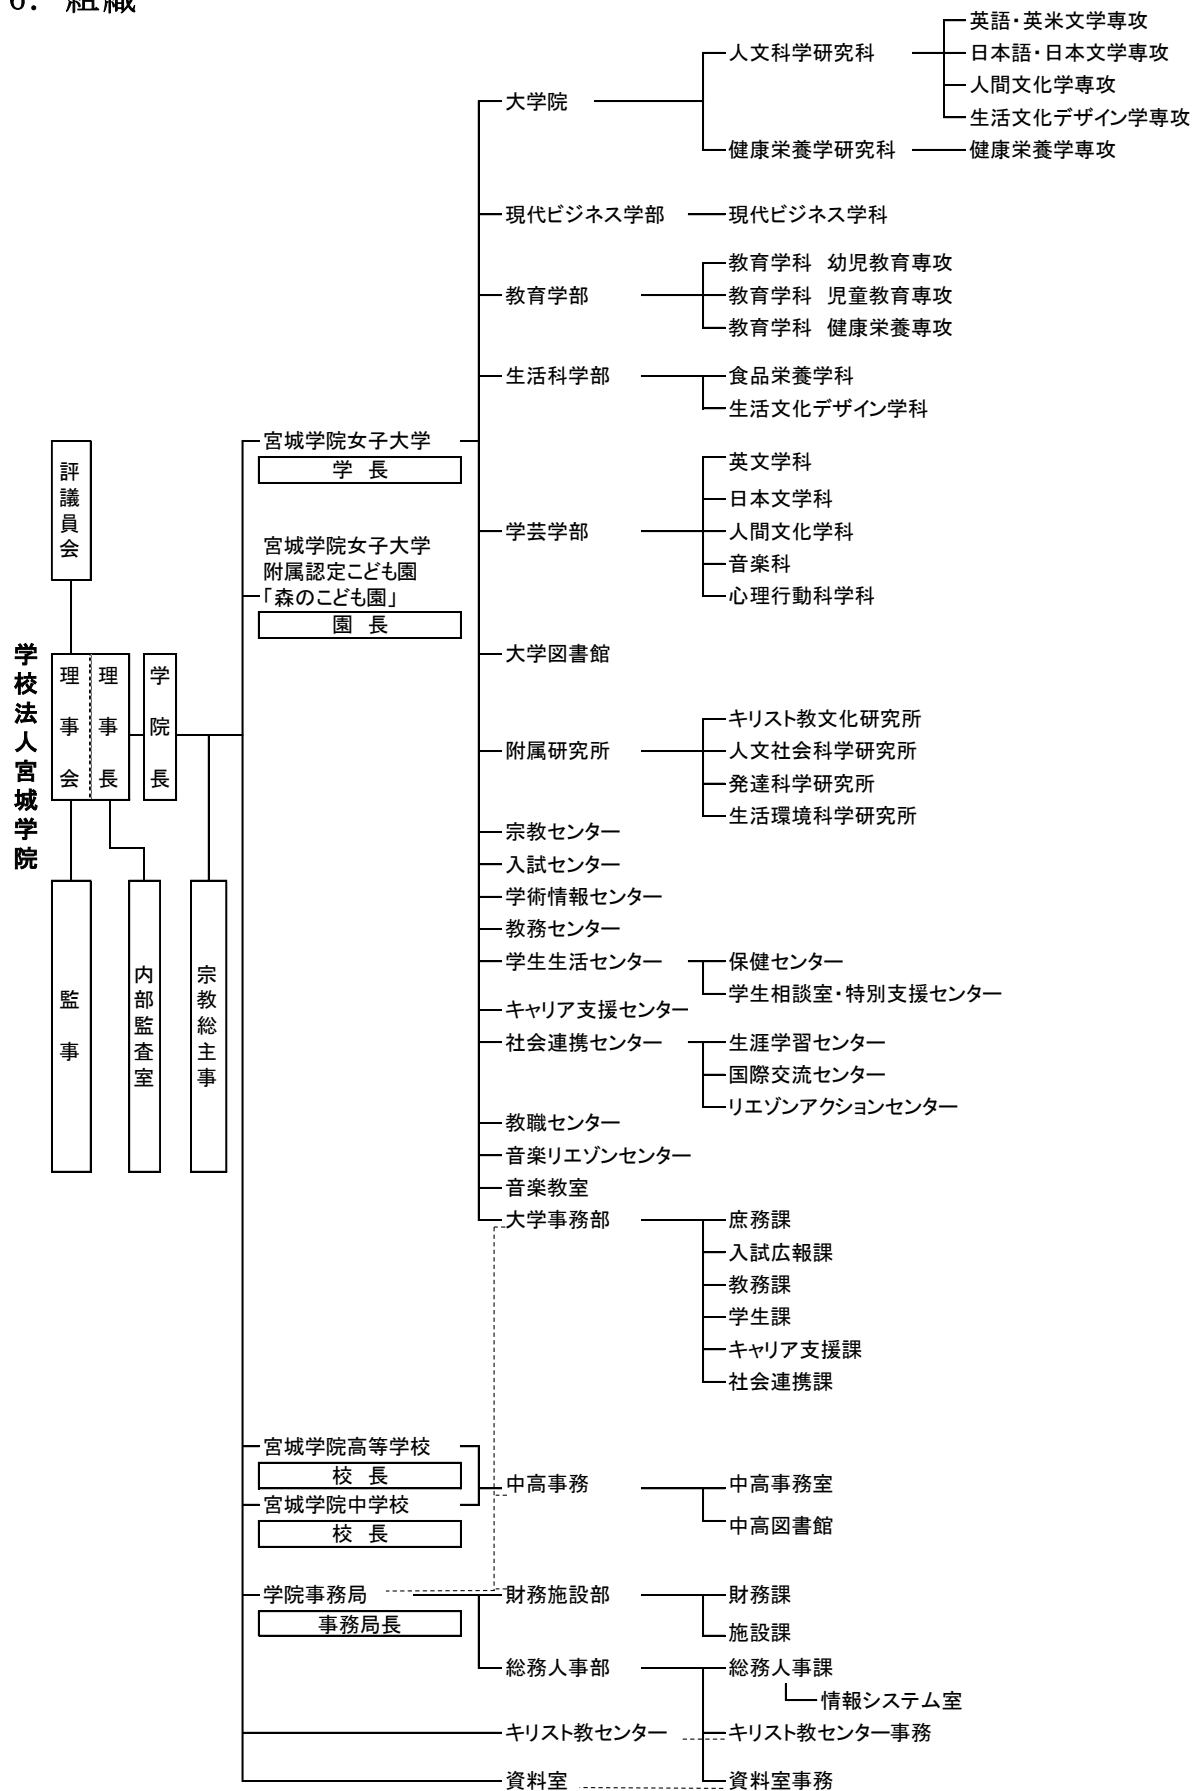 6. 組織
学校法人宮城学院
評議員会
理事会
理事長
学院長
監事
内部監査室
宗教総主事
宮城学院女子大学
学 長
宮城学院女子大学
附属認定こども園
「森のこども園」
園 長
宮城学院高等学校
校 長
宮城学院中学校
校 長
学院事務局
事務局長
大学院
人文科学研究科
英語・英米文学専攻
日本語・日本文学専攻
人間文化学専攻
生活文化デザイン学専攻
健康栄養学研究科
健康栄養学専攻
現代ビジネス学部
現代ビジネス学科
教育学部
教育学科 幼児教育専攻
教育学科 児童教育専攻
教育学科 健康栄養専攻
生活科学部
食品栄養学科
生活文化デザイン学科
学芸学部
英文学科
日本文学科
人間文化学科
音楽科
心理行動科学科
大学図書館
附属研究所
キリスト教文化研究所
人文社会科学研究所
発達科学研究所
生活環境科学研究所
宗教センター
入試センター
学術情報センター
教務センター
学生生活センター
保健センター
学生相談室・特別支援センター
キャリア支援センター
社会連携センター
生涯学習センター
国際交流センター
リエゾンアクションセンター
教職センター
音楽リエゾンセンター
音楽教室
大学事務部
庶務課
入試広報課
教務課
学生課
キャリア支援課
社会連携課
中高事務
中高事務室
中高図書館
財務施設部
財務課
施設課
総務人事部
総務人事課
情報システム室
キリスト教センター
キリスト教センター事務
資料室
資料室事務